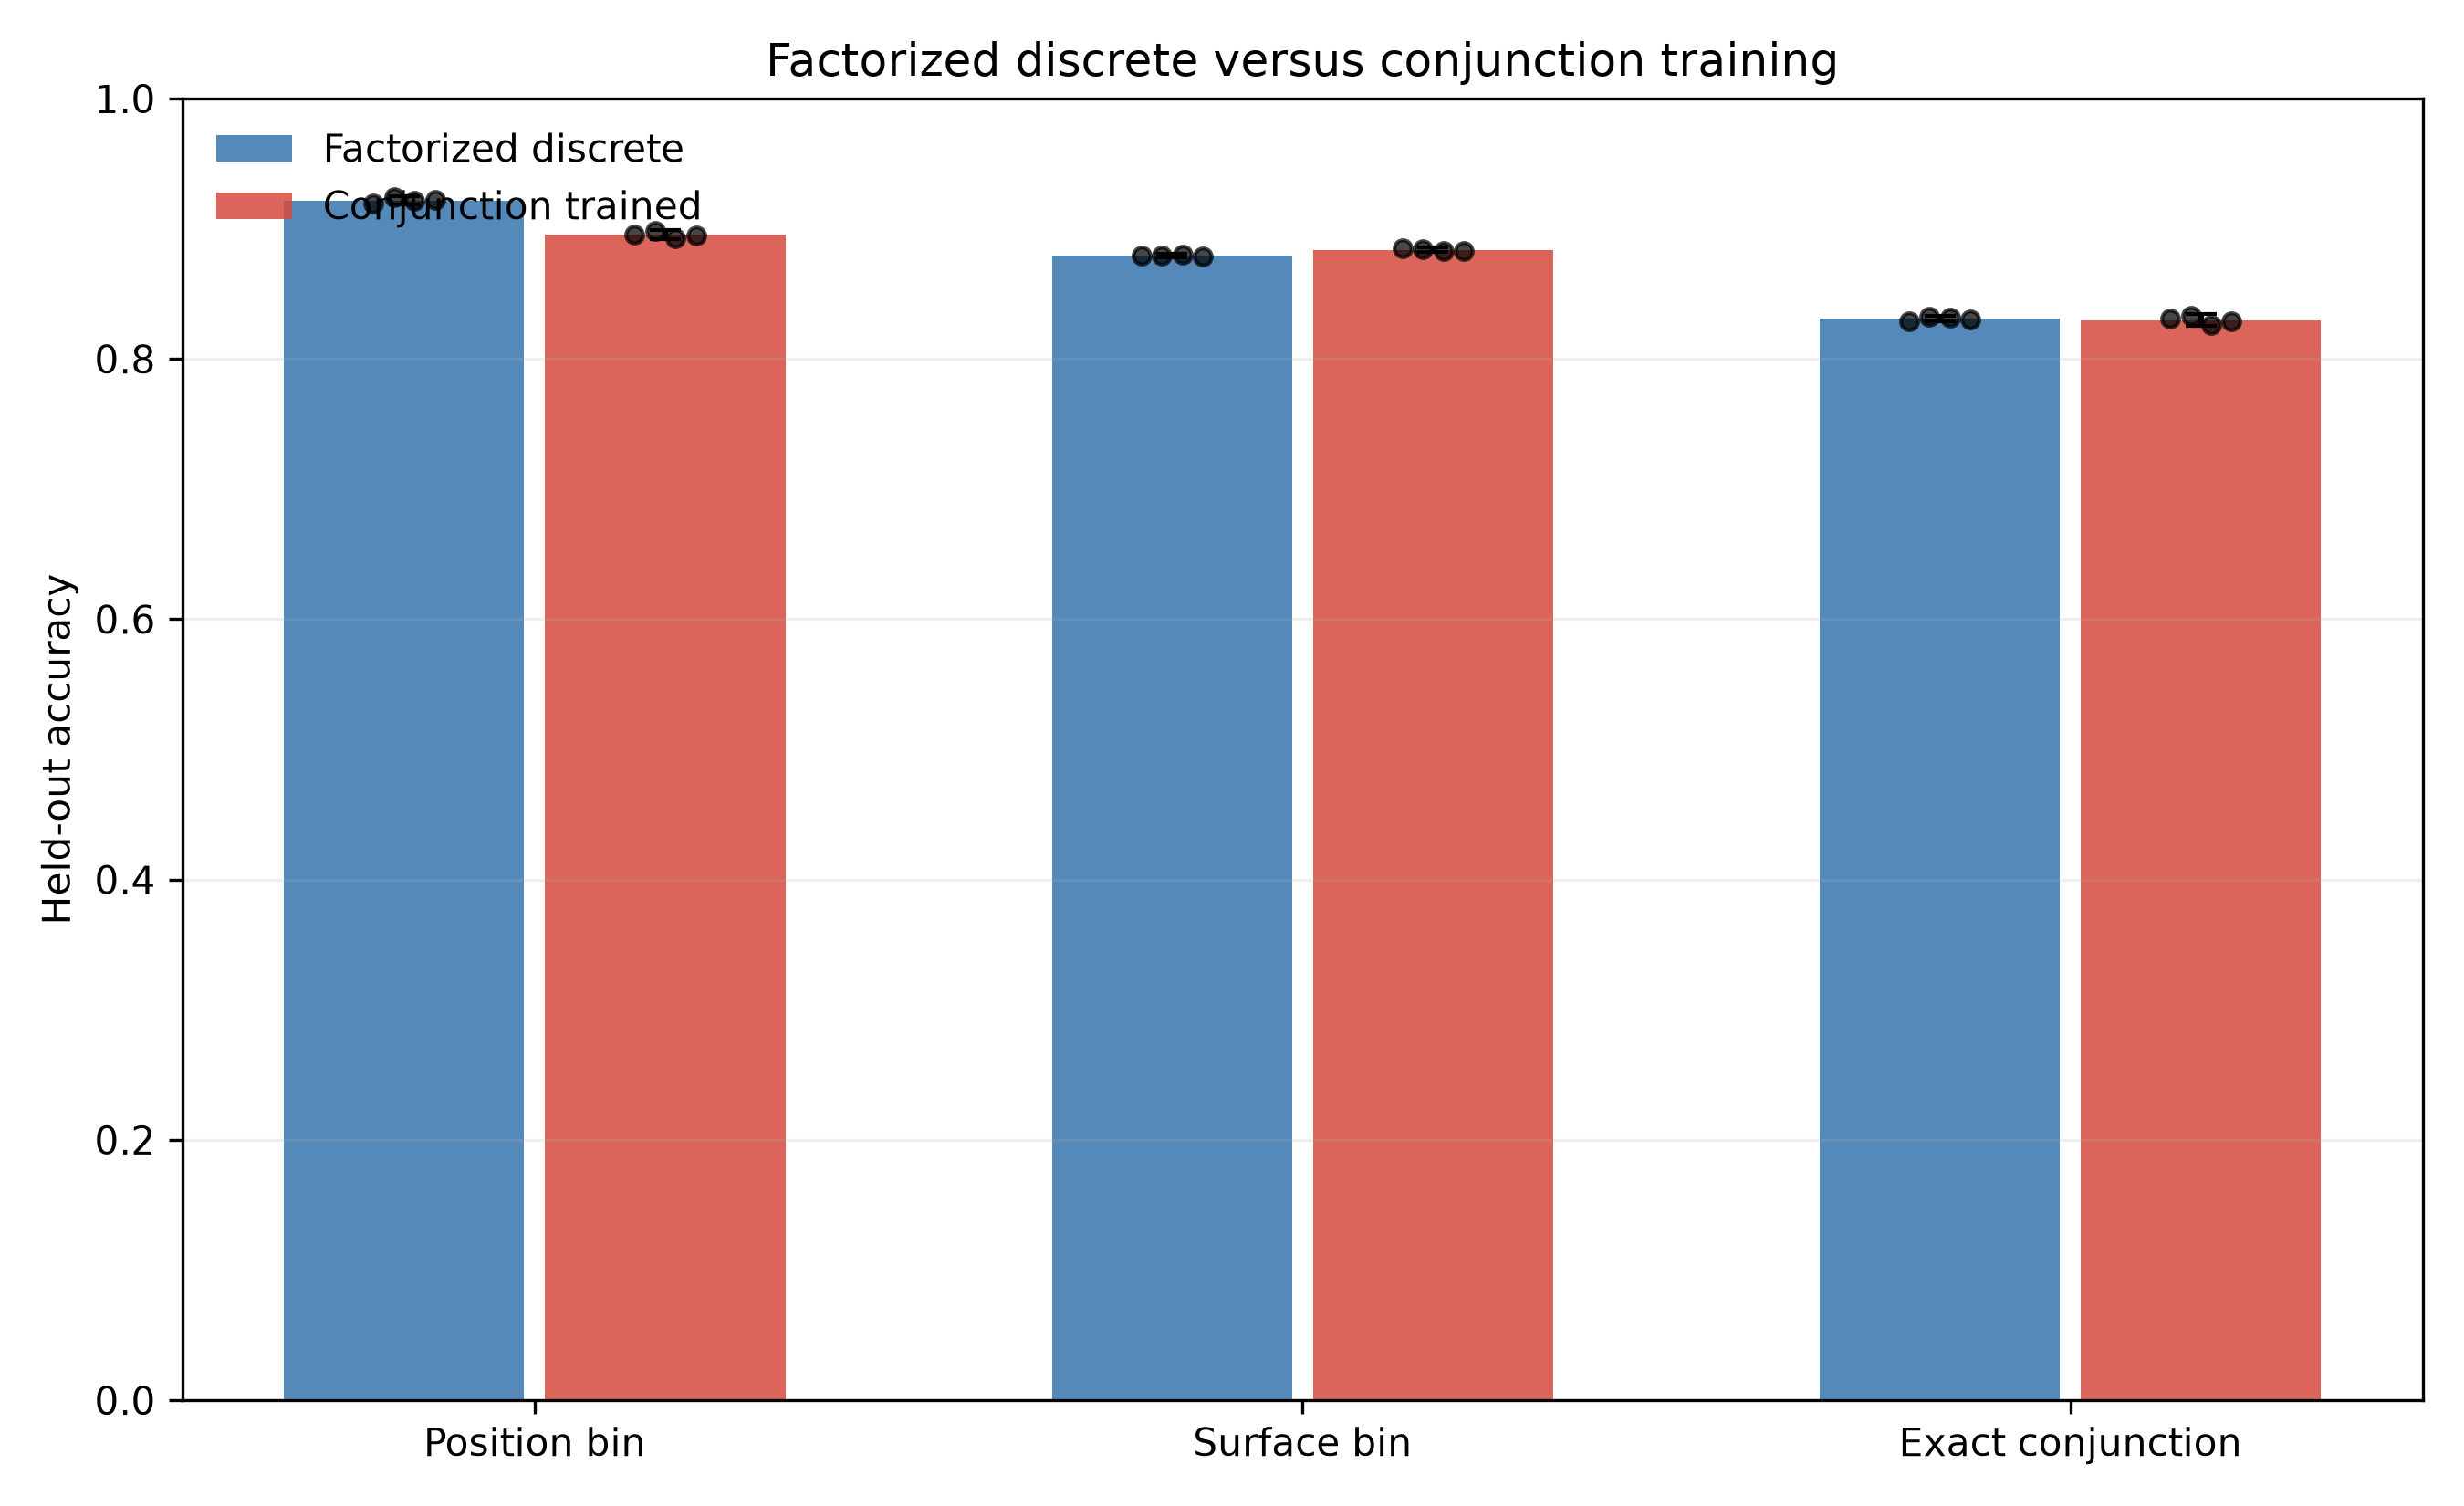 Factorized discrete versus conjunction training
1.0
0.8
0.6
0.4
0.2
0.0
Held-out accuracy
Factorized discrete
Conjunction trained
Position bin
Surface bin
Exact conjunction